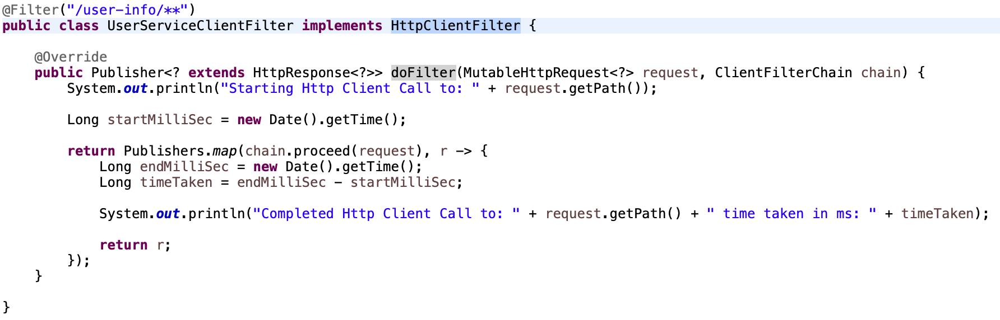 @Filter("/user-info/**")
public class UserServiceClientFilter implements HttpClientFilter {
@Override
public Publisher<? extends HttpResponse<?>> doFilter(MutableHttpRequest<?> request, ClientFilterChain chain) {
System.out.println("Starting Http Client Call to: " + request.getPath());
Long startMilliSec = new Date().getTime();
return Publishers.map(chain.proceed(request), r -> {
Long endMilliSec = new Date().getTime();
Long timeTaken = endMilliSec - startMilliSec;
System.out.println("Completed Http Client Call to: " + request.getPath() + " time taken in ms: " + timeTaken);
return r;
});
}
}